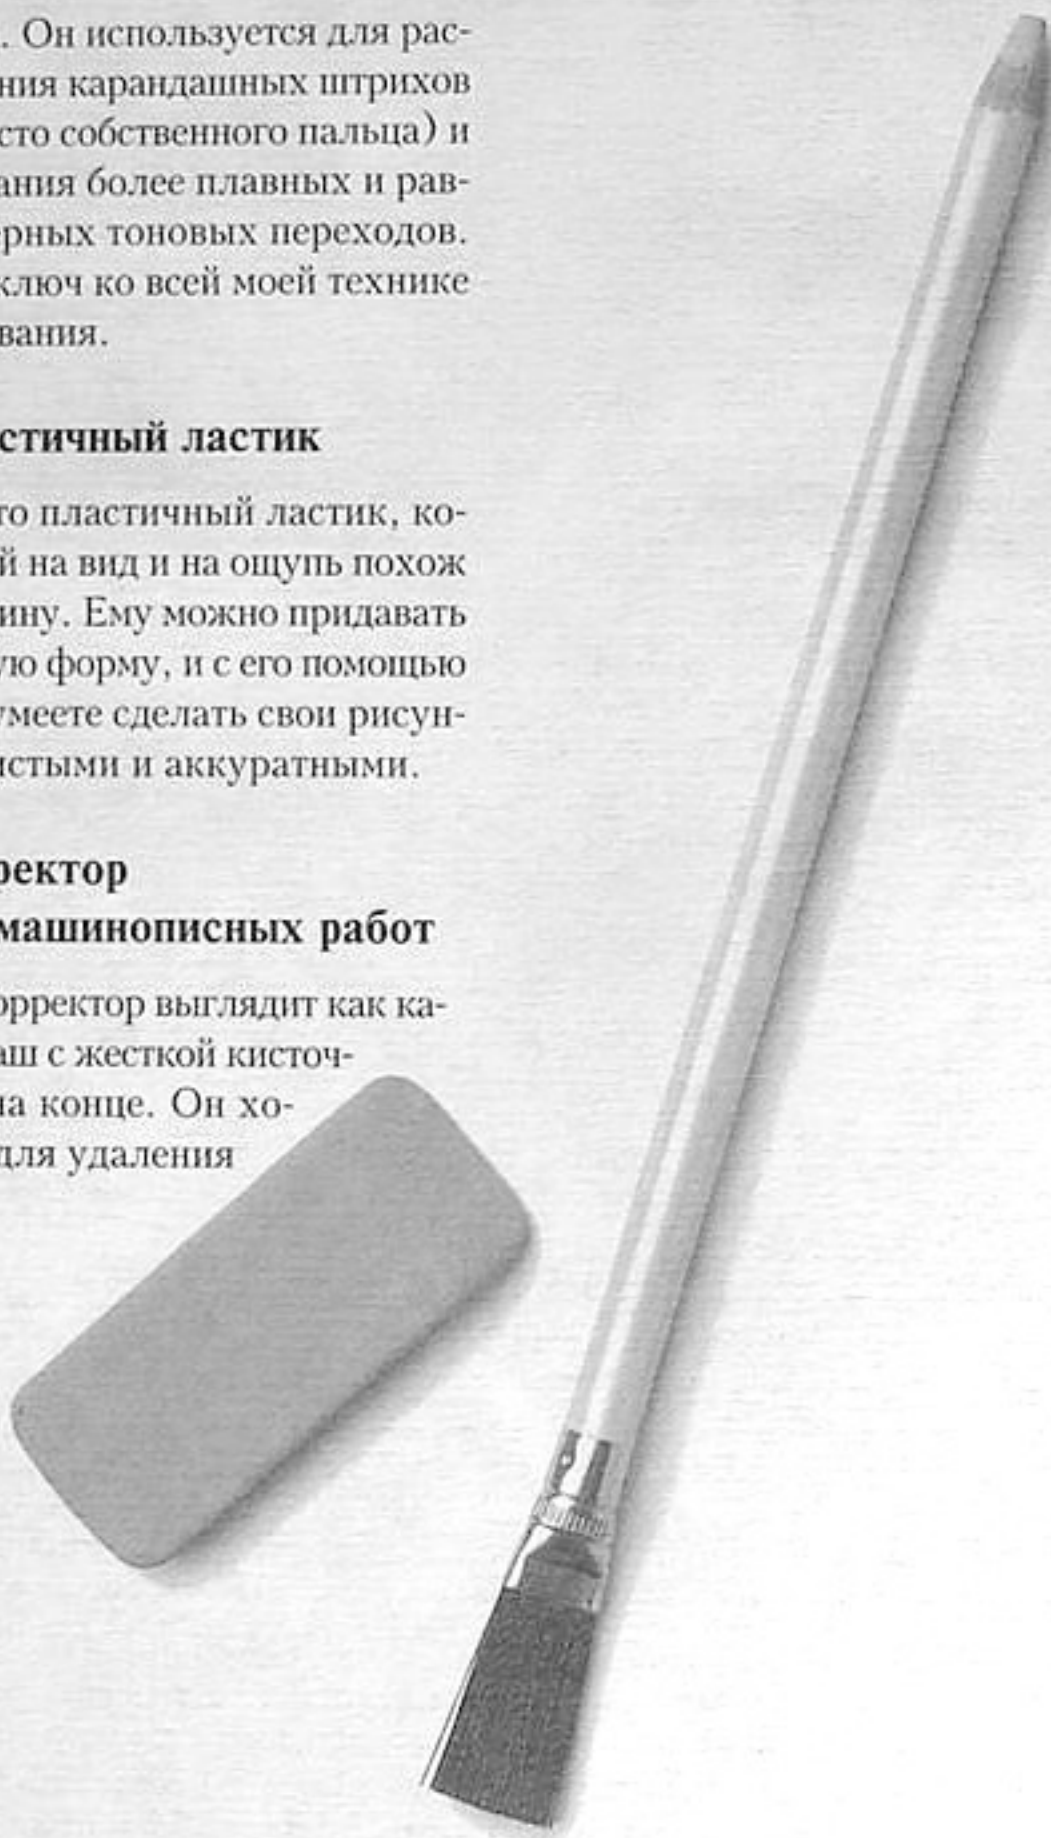 . Он используется для рас-
ния карандашных штрихов
сто собственного пальца) и
ания более плавных и рав-
ерных тоновых переходов.
ключ ко всей моей технике
вания.
стичный ластик
то пластичный ластик, ко-
й на вид и на ощупь похож
ину. Ему можно придавать
ую форму, и с его помощью
умеете сделать свои рисун-
истыми и аккуратными.
ректор
машинописных работ
орректор выглядит как ка-
аш с жесткой кисточ-
на конце. Он хо-
для удаления